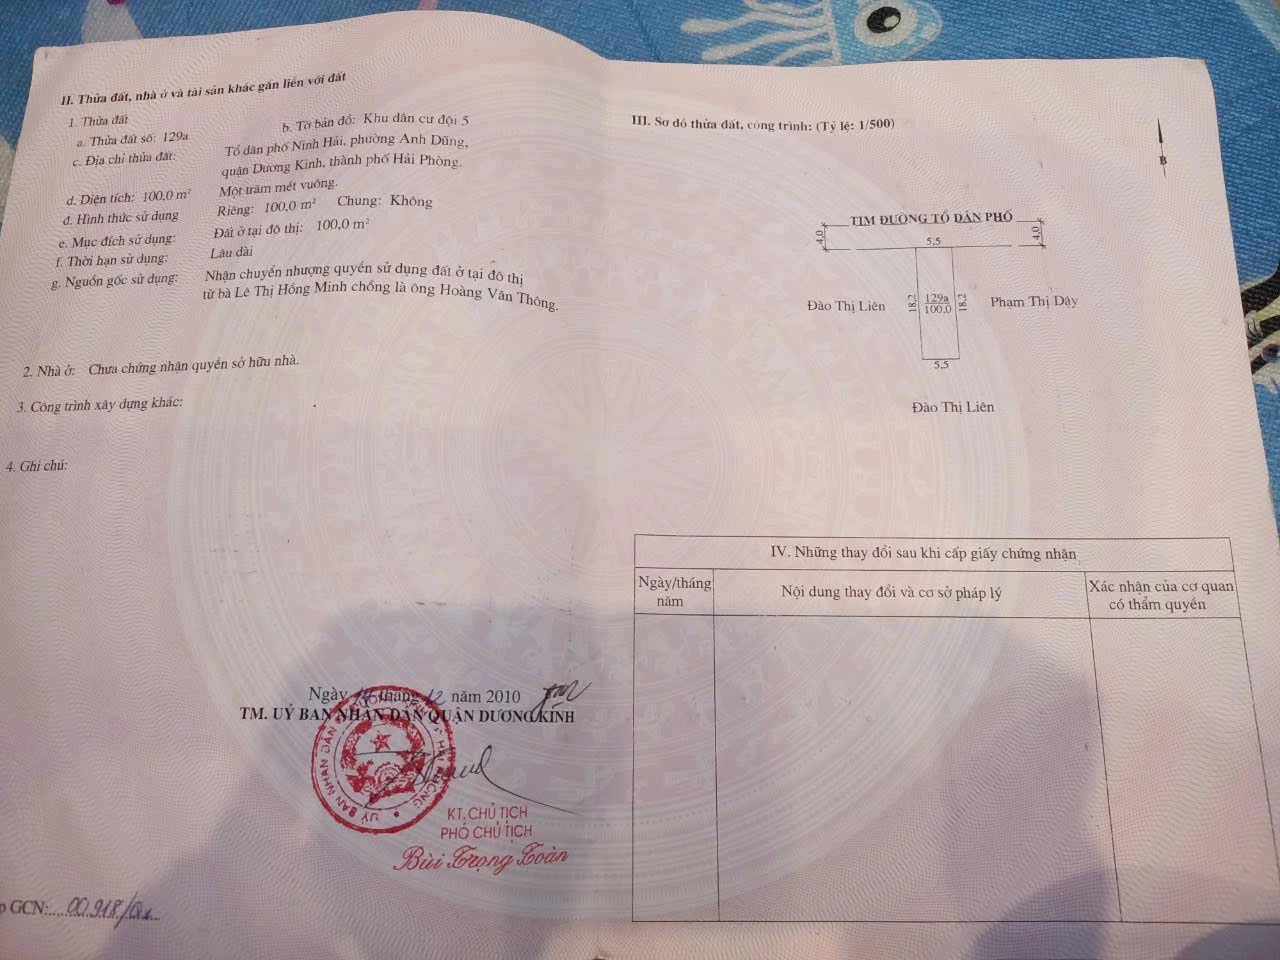 II. Thửa đất, nhà ở và tài sản khác gắn liền với đất
1. Thửa đất
a. Thửa đất số: 129a
b. Tờ bản đồ: Khu dân cư đội 5
c. Địa chỉ thửa đất:
Tổ dân phố Ninh Hải, phường Anh Dũng,
quận Dương Kinh, thành phố Hải Phòng.
d. Diện tích: 100,0 m²
Một trăm mét vuông.
đ. Hình thức sử dụng
Riêng: 100,0 m² Chung: Không
e. Mục đích sử dụng:
Đất ở tại đô thị: 100,0 m²
f. Thời hạn sử dụng:
Lâu dài
g. Nguồn gốc sử dụng:
Nhận chuyển nhượng quyền sử dụng đất ở tại đô thị
từ bà Lê Thị Hồng Minh chồng là ông Hoàng Văn Thông.
2. Nhà ở: Chưa chứng nhận quyền sở hữu nhà.
3. Công trình xây dựng khác:
4. Ghi chú:
Ngày tháng 12 năm 2010
TM. UỶ BAN NHÂN DÂN QUẬN DƯƠNG KINH
KT. CHỦ TỊCH
PHÓ CHỦ TỊCH
Bùi Trọng Toàn
GCN: 00918/
III. Sơ đồ thửa đất, công trình: (Tỷ lệ: 1/500)
B
TIM ĐƯỜNG TỔ DÂN PHỐ
4,0
4,0
5,5
18,2
129a
100,0
18,2
Đào Thị Liên
Phạm Thị Dậy
5,5
Đào Thị Liên
IV. Những thay đổi sau khi cấp giấy chứng nhận
Ngày/tháng
năm
Nội dung thay đổi và cơ sở pháp lý
Xác nhận của cơ quan
có thẩm quyền